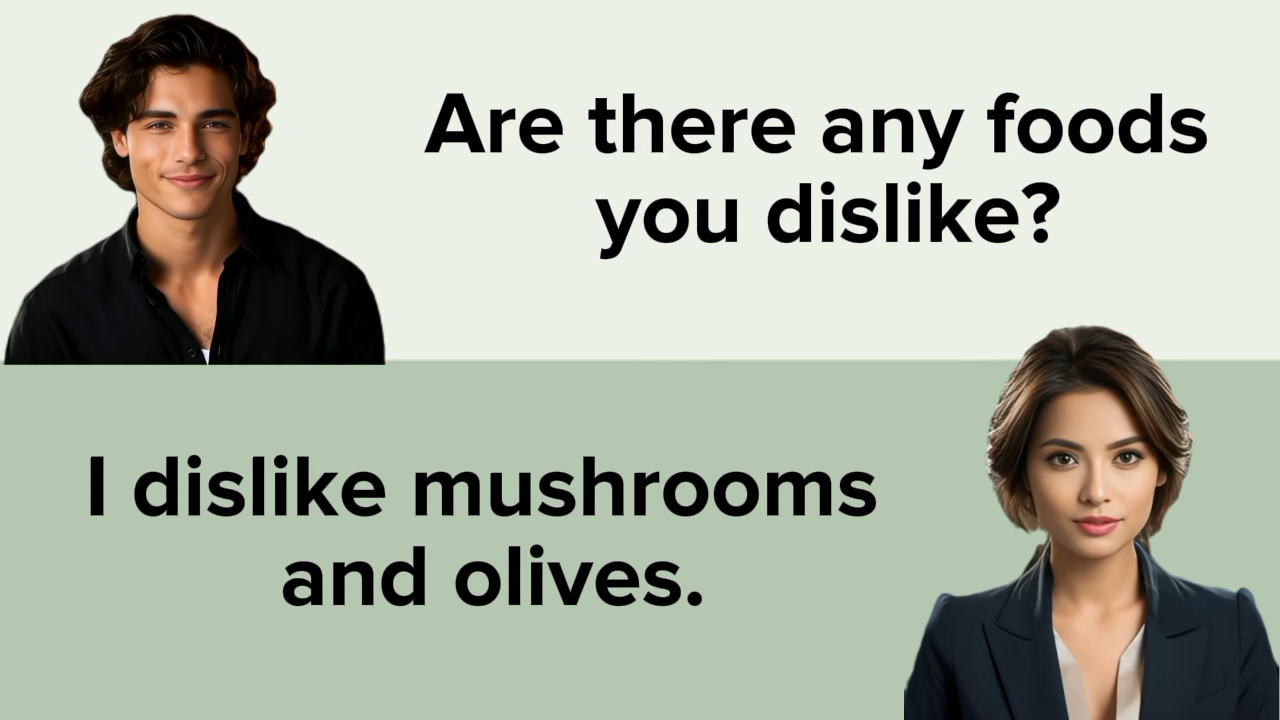 Are there any foods
you dislike?
I dislike mushrooms
and olives.